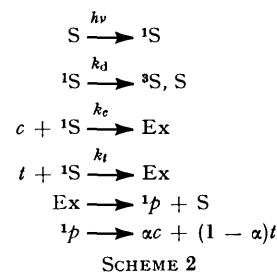 S —hν→ ¹S
¹S —k_d→ ³S, S
c + ¹S —k_c→ Ex
t + ¹S —k_t→ Ex
Ex → ¹p + S
¹p → αc + (1 − α)t
SCHEME 2